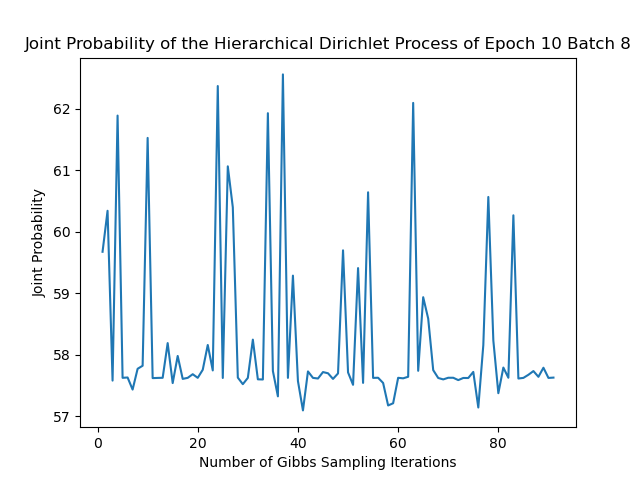 Joint Probability of the Hierarchical Dirichlet Process of Epoch 10 Batch 8
62
61
60
59
58
57
Joint Probability
0 20 40 60 80
Number of Gibbs Sampling Iterations